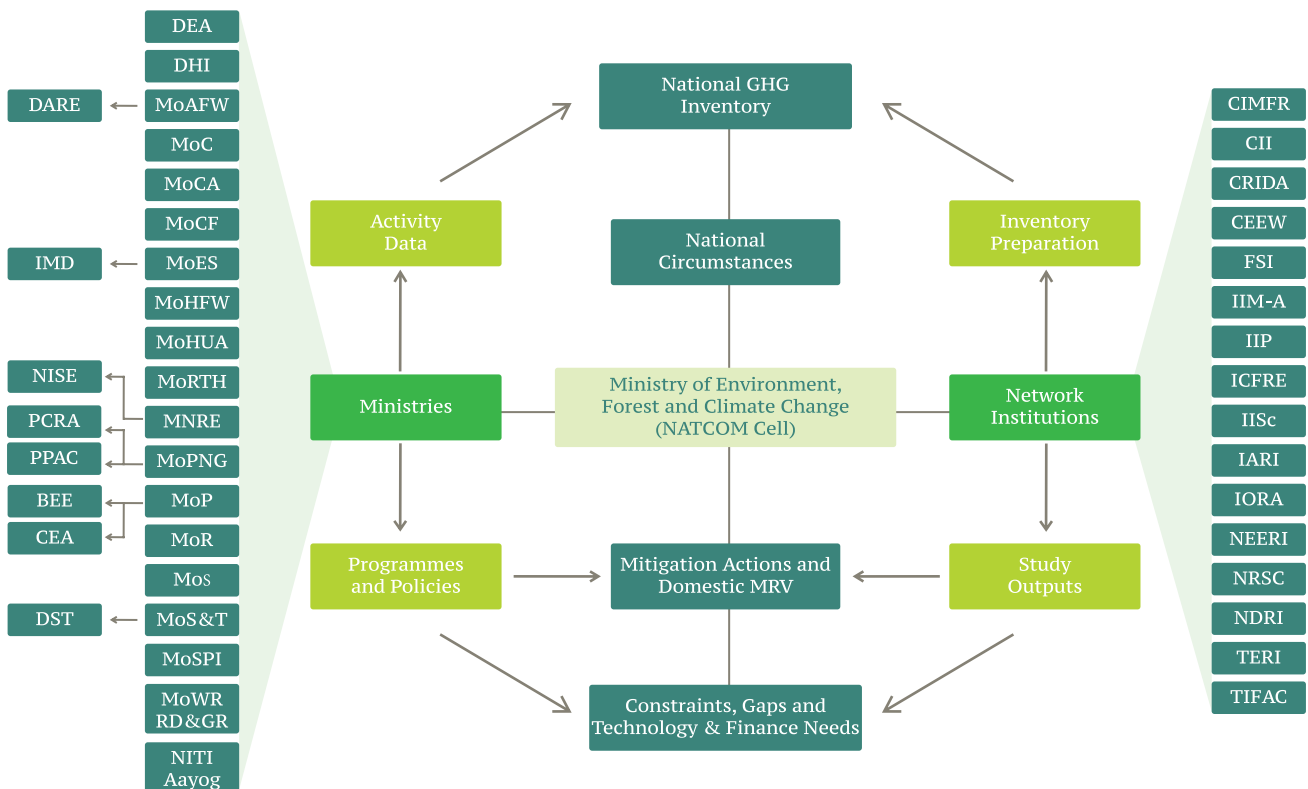 DEA
DHI
MoAFW
MoC
MoCA
MoCF
MoES
MoHFW
MoHUA
MoRTH
MNRE
MoPNG
MoP
MoR
MoS
MoS&T
MoSPI
MoWR
RD&GR
NITI
Aayog
DARE
IMD
NISE
PCRA
PPAC
BEE
CEA
DST
National GHG
Inventory
Activity
Data
National
Circumstances
Inventory
Preparation
Ministries
Ministry of Environment,
Forest and Climate Change
(NATCOM Cell)
Network
Institutions
Programmes
and Policies
Mitigation Actions and
Domestic MRV
Study
Outputs
Constraints, Gaps and
Technology & Finance Needs
CIMFR
CII
CRIDA
CEEW
FSI
IIM-A
IIP
ICFRE
IISc
IARI
IORA
NEERI
NRSC
NDRI
TERI
TIFAC